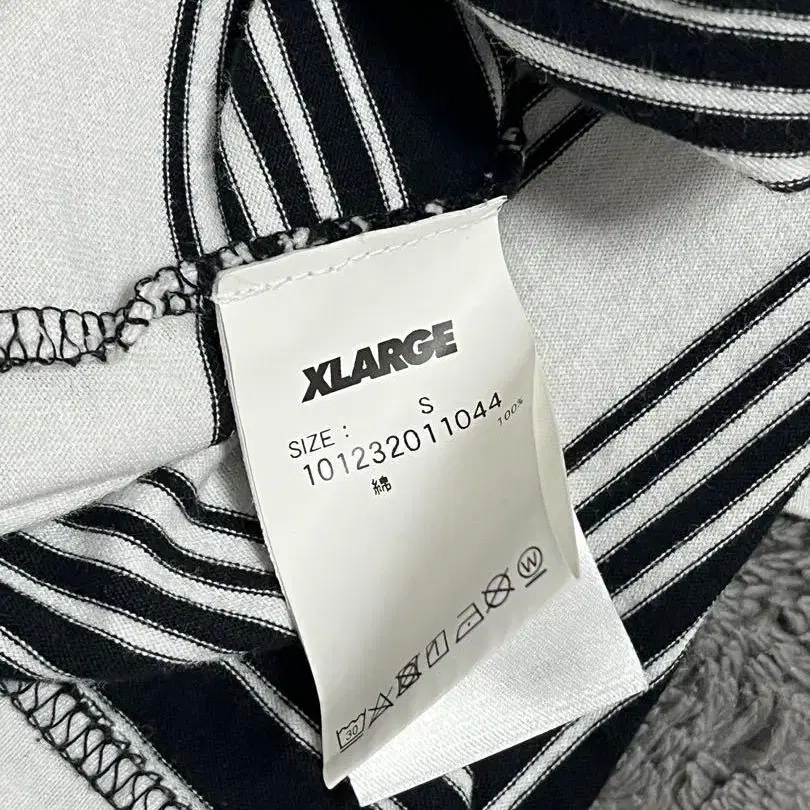 XLARGE
SIZE : S
101232011044
綿 100%
30
W